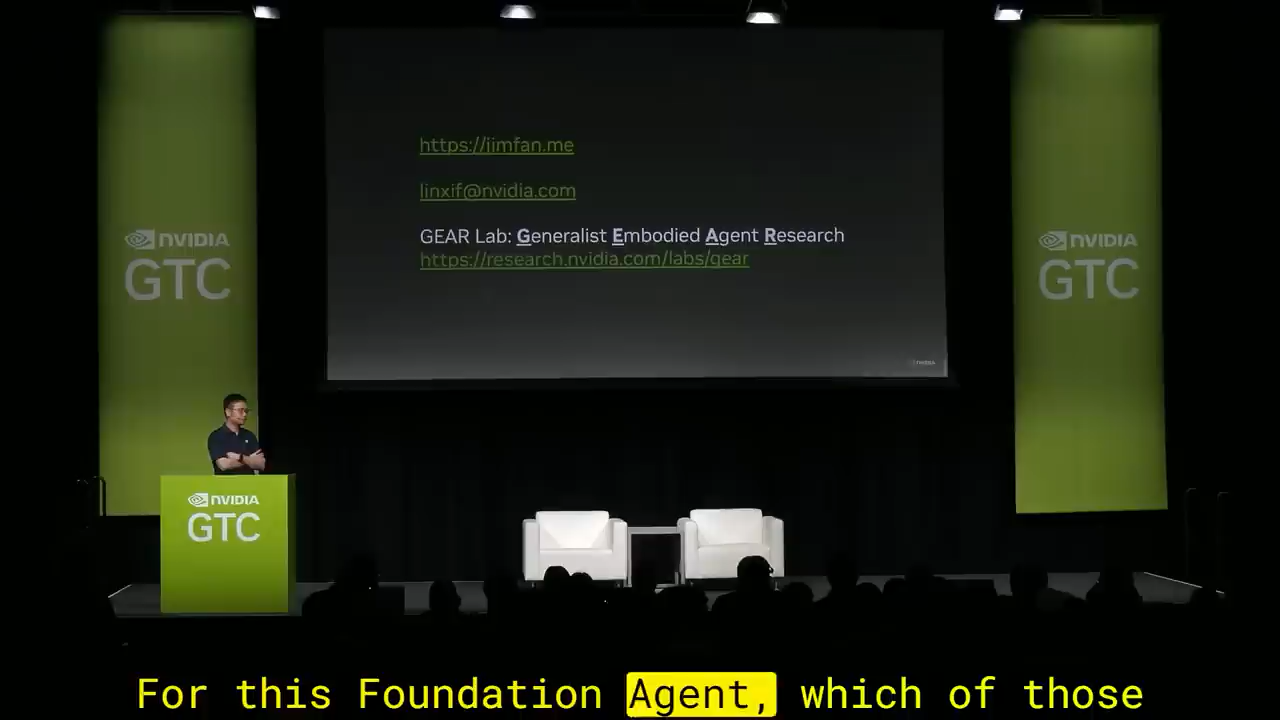 https://jimfan.me
linxif@nvidia.com
GEAR Lab: Generalist Embodied Agent Research
https://research.nvidia.com/labs/gear
NVIDIA
NVIDIA
GTC
NVIDIA
GTC
NVIDIA
GTC
For this Foundation Agent, which of those